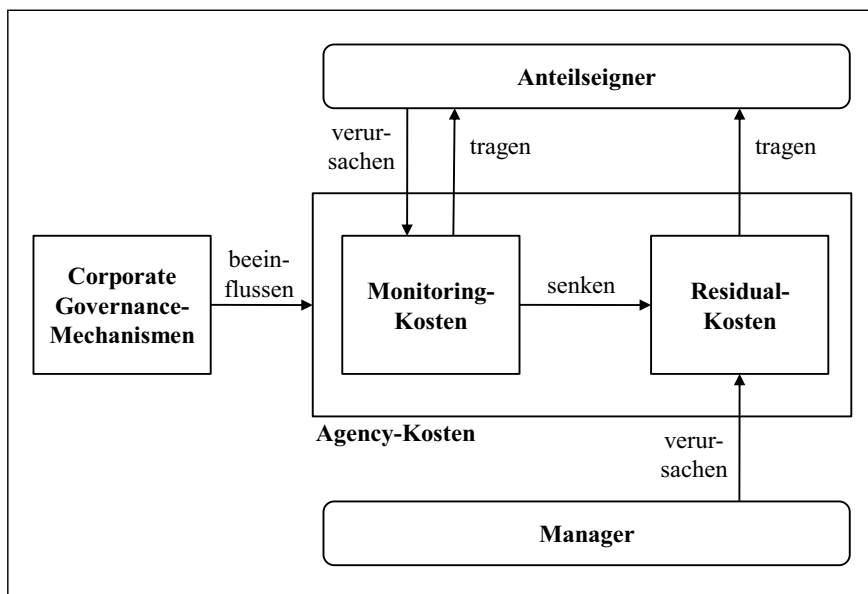 Anteilseigner
verur-
sachen
tragen
tragen
Corporate
Governance-
Mechanismen
beein-
flussen
Monitoring-
Kosten
senken
Residual-
Kosten
Agency-Kosten
verur-
sachen
Manager